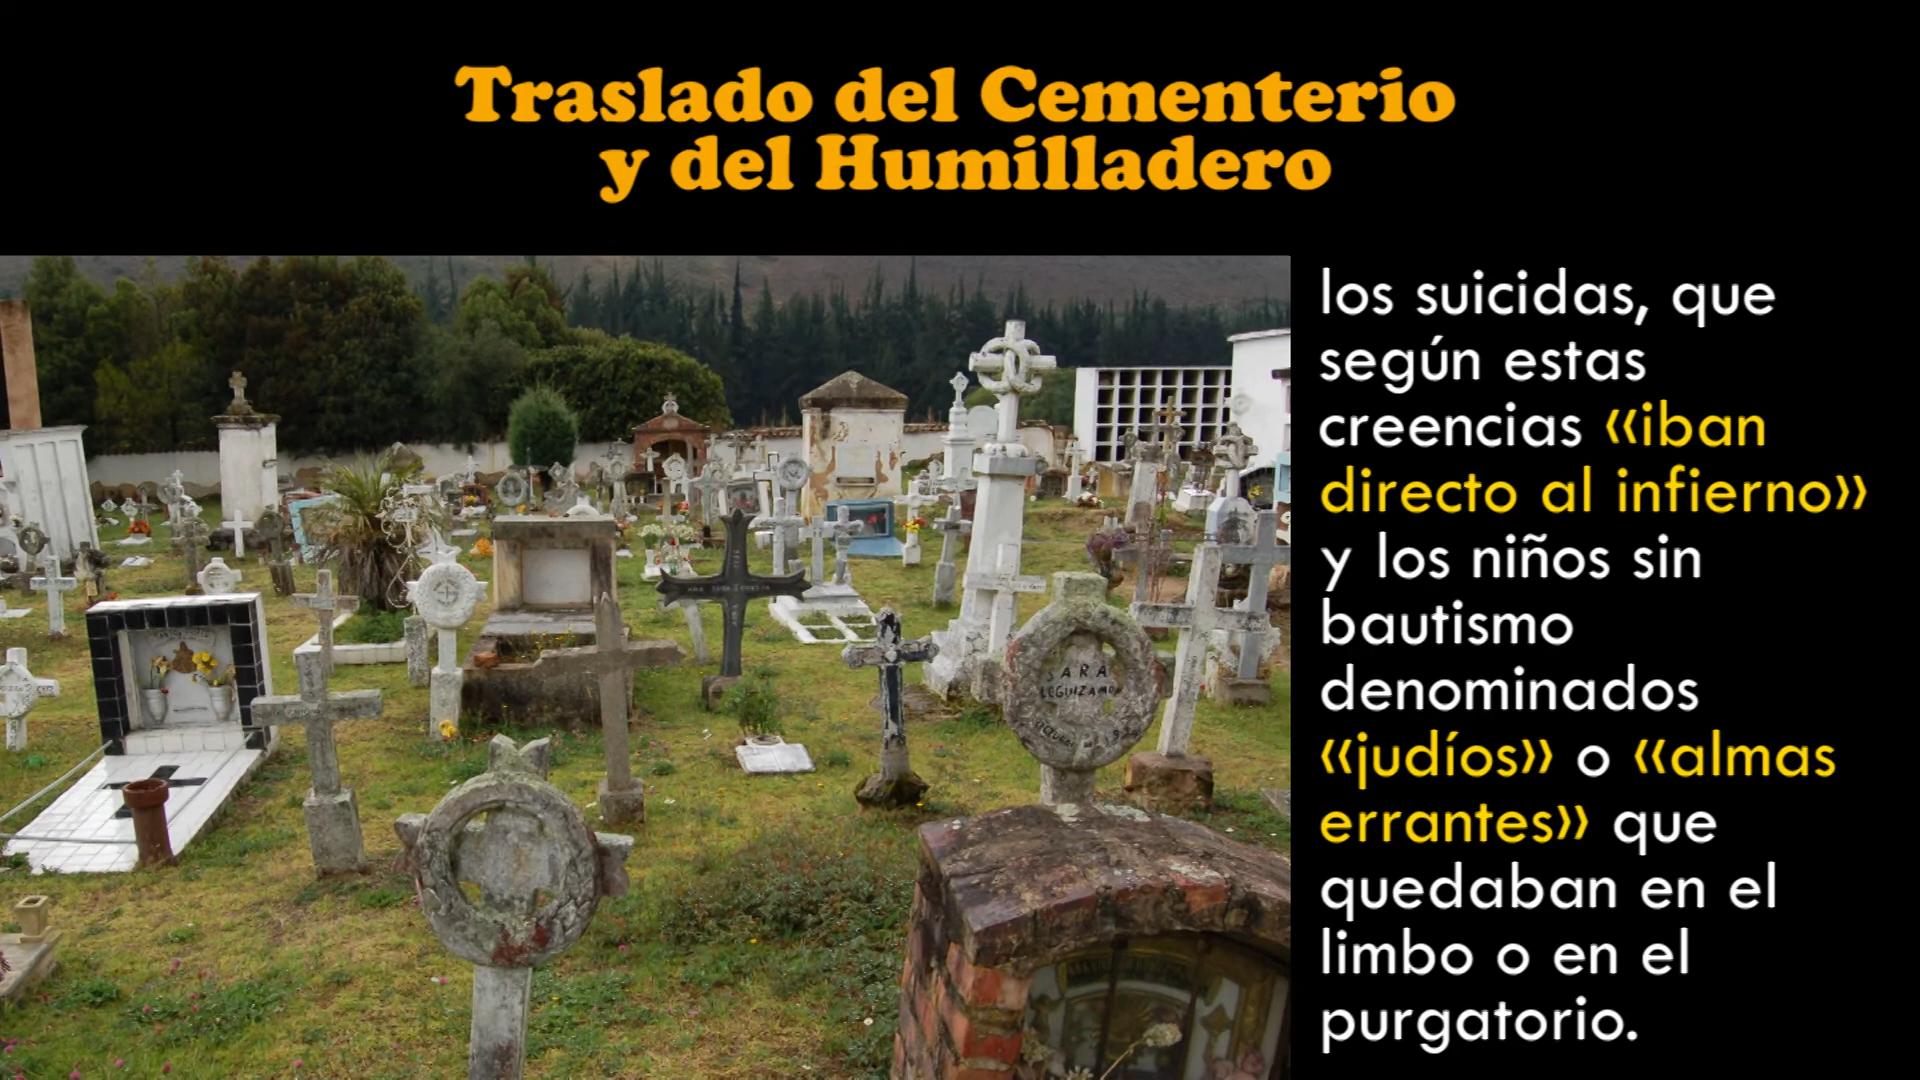 Traslado del Cementerio
y del Humilladero
los suicidas, que
según estas
creencias «iban
directo al infierno»
y los niños sin
bautismo
denominados
«judíos» o «almas
errantes» que
quedaban en el
limbo o en el
purgatorio.
SARA
LEGUIZAMON